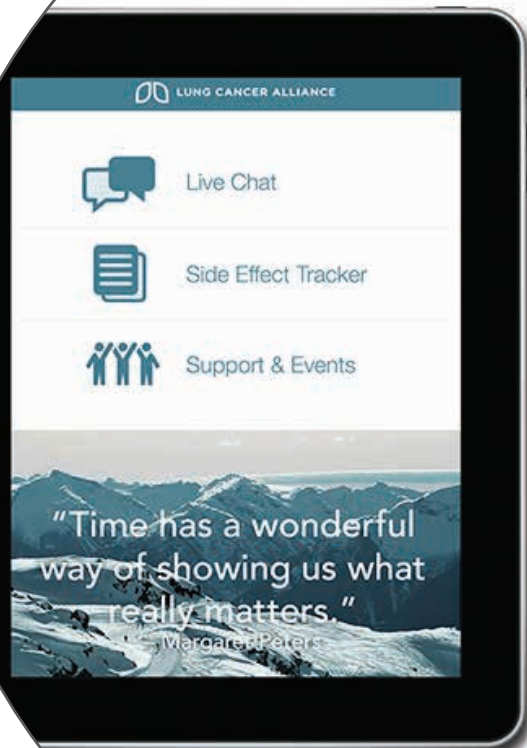 LUNG CANCER ALLIANCE
Live Chat
Side Effect Tracker
Support & Events
"Time has a wonderful
way of showing us what
really matters."
Margaret Peters